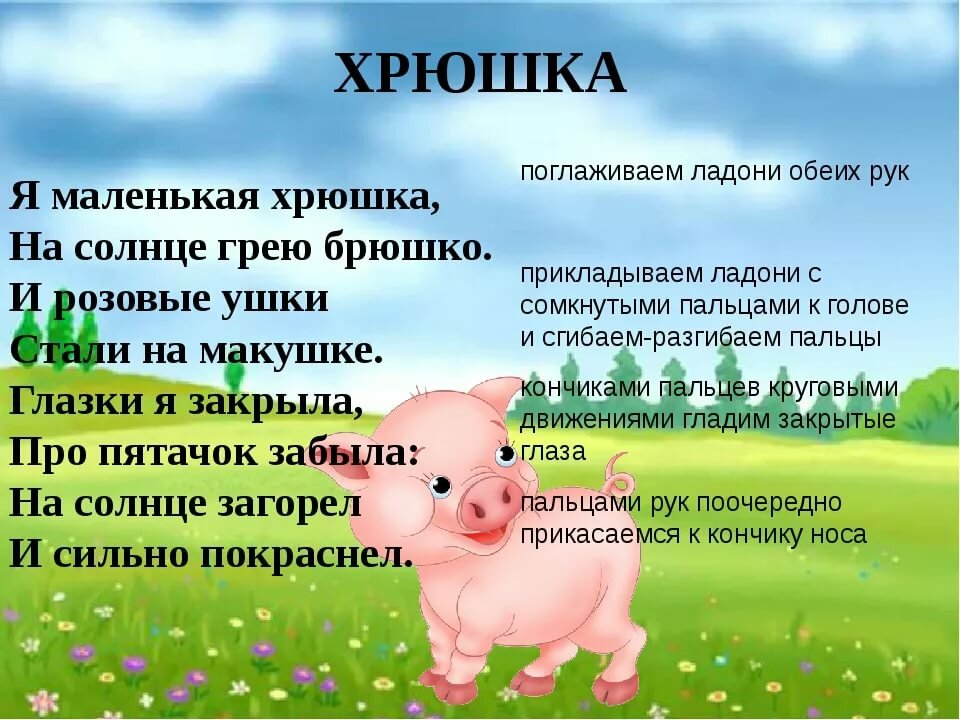 ХРЮШКА
Я маленькая хрюшка,
На солнце грею брюшко.
И розовые ушки
Стали на макушке.
Глазки я закрыла,
Про пятачок забыла:
На солнце загорел
И сильно покраснел.
поглаживаем ладони обеих рук
прикладываем ладони с
сомкнутыми пальцами к голове
и сгибаем-разгибаем пальцы
кончиками пальцев круговыми
движениями гладим закрытые
глаза
пальцами рук поочередно
прикасаемся к кончику носа